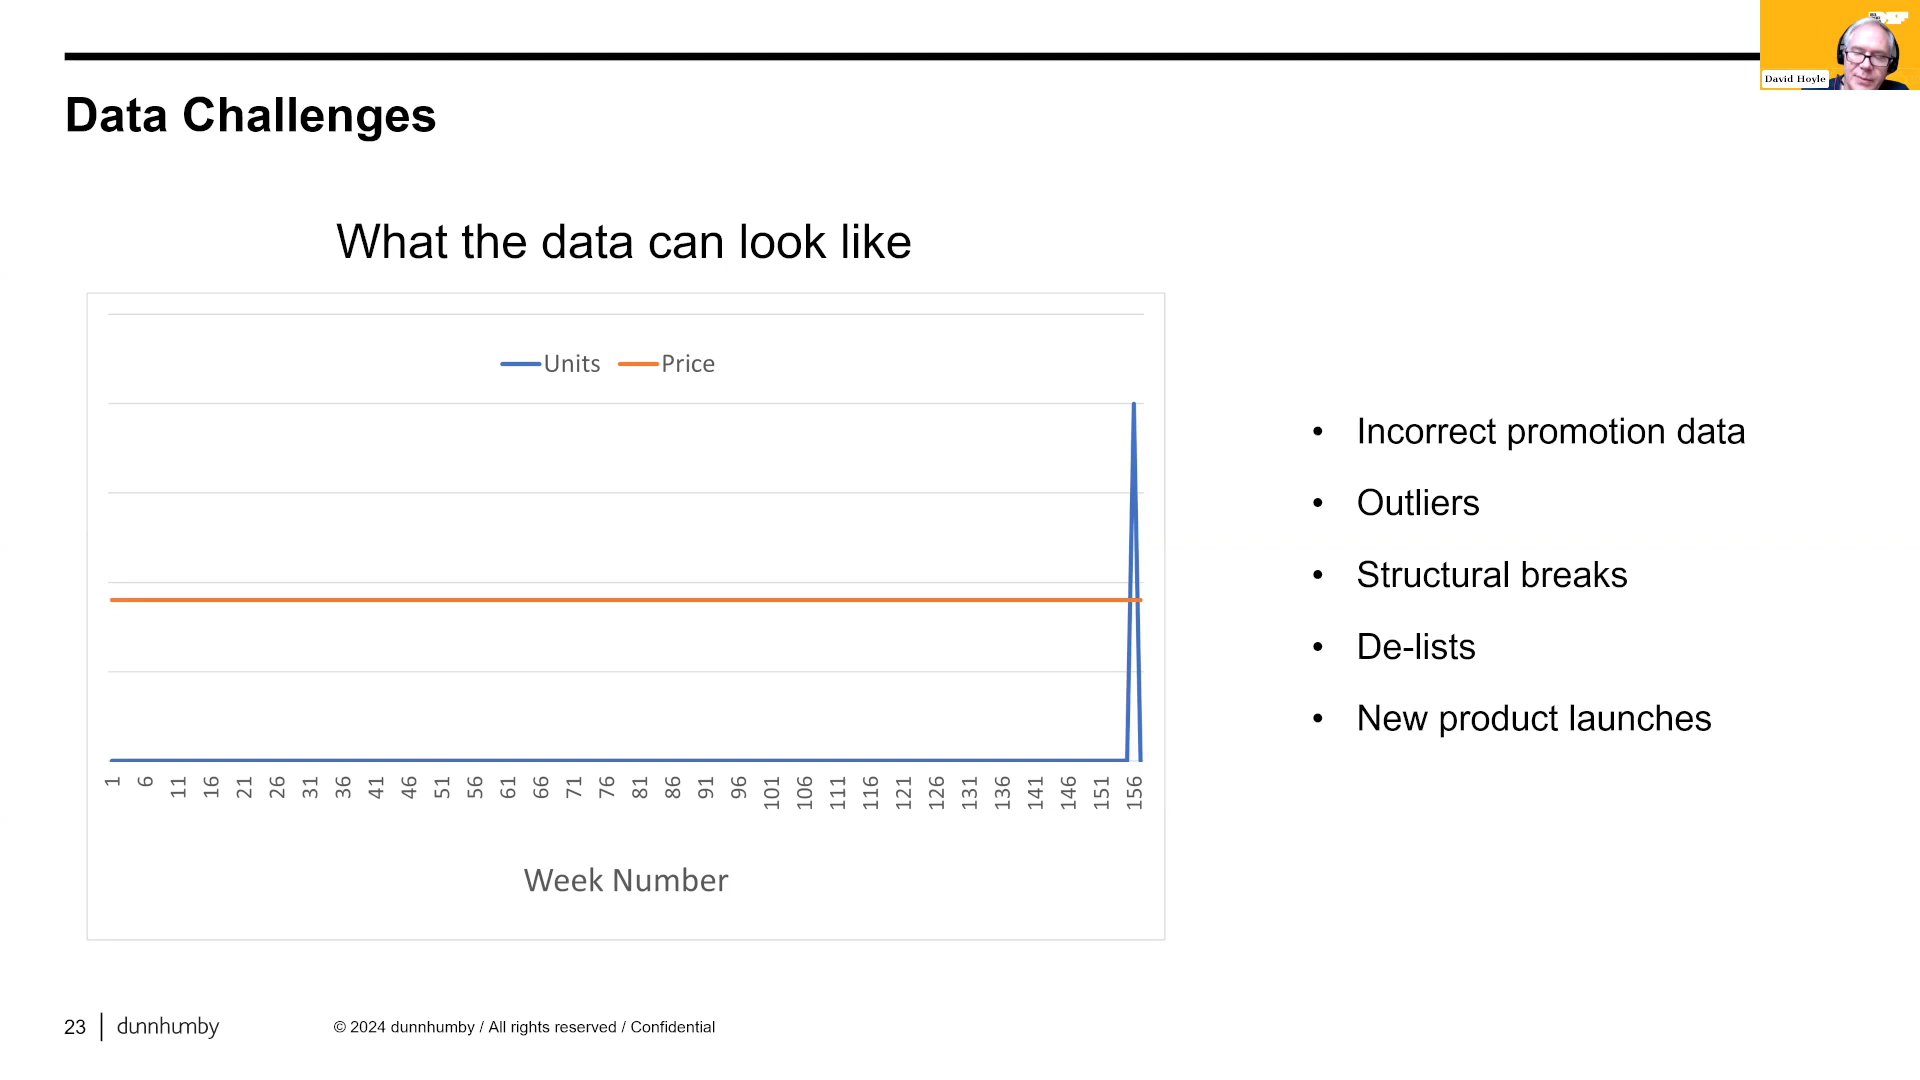 David Hoyle
Data Challenges
What the data can look like
Units Price
1 6 11 16 21 26 31 36 41 46 51 56 61 66 71 76 81 86 91 96 101 106 111 116 121 126 131 136 141 146 151 156
Week Number
• Incorrect promotion data
• Outliers
• Structural breaks
• De-lists
• New product launches
23 dunnhumby © 2024 dunnhumby / All rights reserved / Confidential